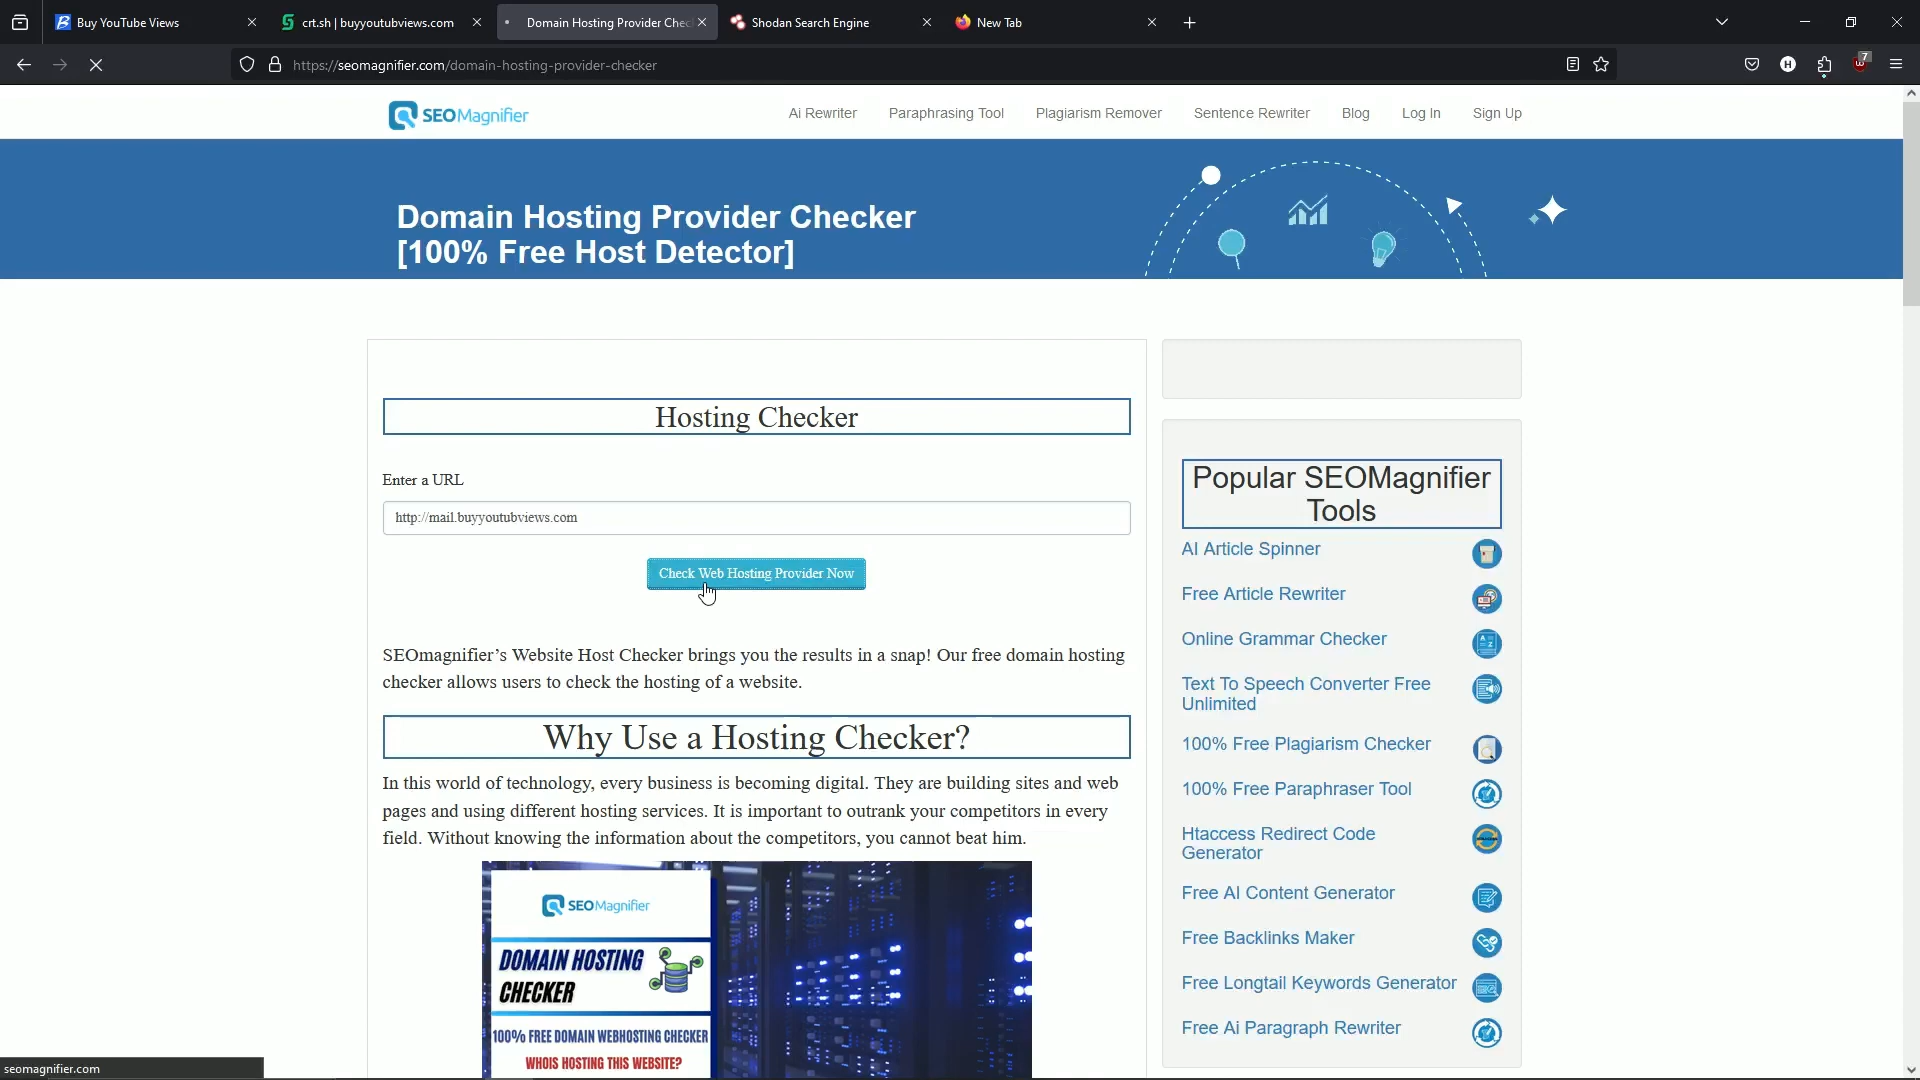 Buy YouTube Views
crt.sh | buyyoutubviews.com
Domain Hosting Provider Chec
Shodan Search Engine
New Tab
https://seomagnifier.com/domain-hosting-provider-checker
H
7
SEOMagnifier
Ai Rewriter
Paraphrasing Tool
Plagiarism Remover
Sentence Rewriter
Blog
Log In
Sign Up
Domain Hosting Provider Checker
[100% Free Host Detector]
Hosting Checker
Enter a URL
http://mail.buyyoutubviews.com
Check Web Hosting Provider Now
SEOmagnifier’s Website Host Checker brings you the results in a snap! Our free domain hosting
checker allows users to check the hosting of a website.
Why Use a Hosting Checker?
In this world of technology, every business is becoming digital. They are building sites and web
pages and using different hosting services. It is important to outrank your competitors in every
field. Without knowing the information about the competitors, you cannot beat him.
SEOMagnifier
DOMAIN HOSTING
CHECKER
100% FREE DOMAIN WEBHOSTING CHECKER
WHOIS HOSTING THIS WEBSITE?
Popular SEOMagnifier
Tools
AI Article Spinner
Free Article Rewriter
Online Grammar Checker
Text To Speech Converter Free
Unlimited
100% Free Plagiarism Checker
100% Free Paraphraser Tool
Htaccess Redirect Code
Generator
Free AI Content Generator
Free Backlinks Maker
Free Longtail Keywords Generator
Free Ai Paragraph Rewriter
seomagnifier.com